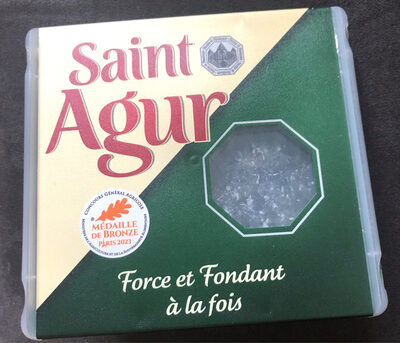 Saint
Agur
CONCOURS GÉNÉRAL AGRICOLE
MÉDAILLE
DE BRONZE
PARIS 2023
Force et Fondant
à la fois